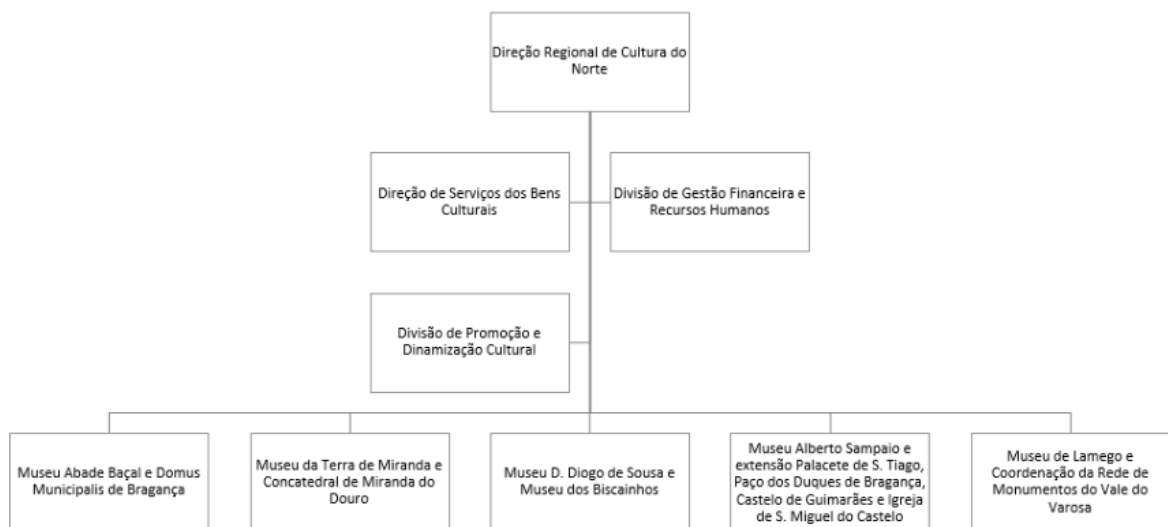 Direção Regional de Cultura do
Norte
Direção de Serviços dos Bens
Culturais
Divisão de Gestão Financeira e
Recursos Humanos
Divisão de Promoção e
Dinamização Cultural
Museu Abade Baçal e Domus
Municipalis de Bragança
Museu da Terra de Miranda e
Concatedral de Miranda do
Douro
Museu D. Diogo de Sousa e
Museu dos Biscainhos
Museu Alberto Sampaio e
extensão Palacete de S. Tiago,
Paço dos Duques de Bragança,
Castelo de Guimarães e Igreja
de S. Miguel do Castelo
Museu de Lamego e
Coordenação da Rede de
Monumentos do Vale do
Varosa